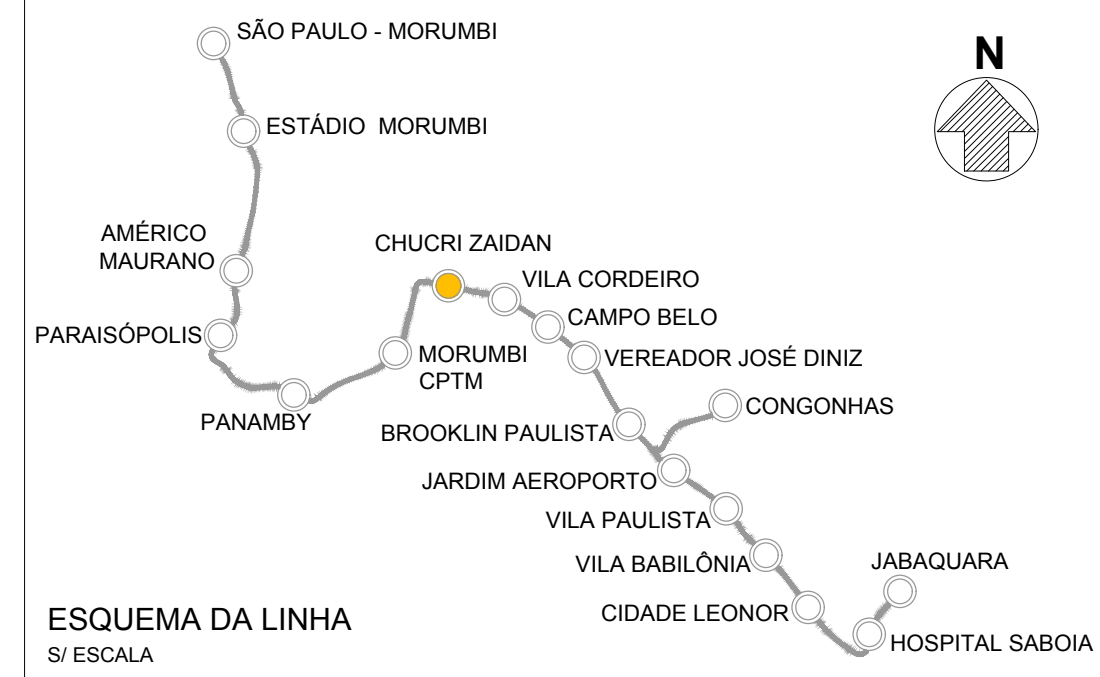 SÃO PAULO - MORUMBI
N
ESTÁDIO MORUMBI
AMÉRICO
MAURANO
CHUCRI ZAIDAN
VILA CORDEIRO
CAMPO BELO
PARAISÓPOLIS
MORUMBI
CPTM
VEREADOR JOSÉ DINIZ
PANAMBY
CONGONHAS
BROOKLIN PAULISTA
JARDIM AEROPORTO
VILA PAULISTA
VILA BABILÔNIA
JABAQUARA
CIDADE LEONOR
HOSPITAL SABOIA
ESQUEMA DA LINHA
S/ ESCALA